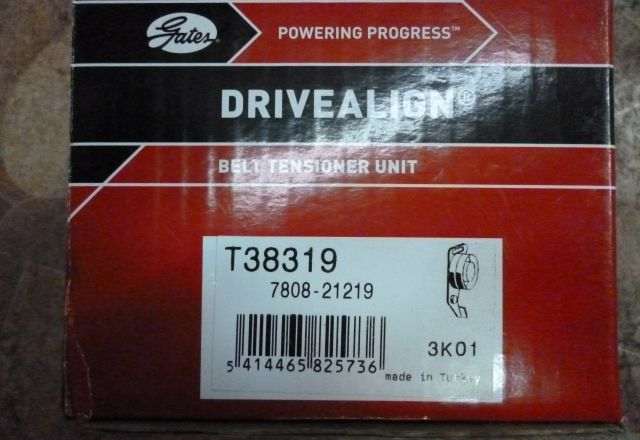 Gates
POWERING PROGRESS™
DRIVEALIGN®
BELT TENSIONER UNIT
T38319
7808-21219
5 414465 825736
3K01
made in Turkey